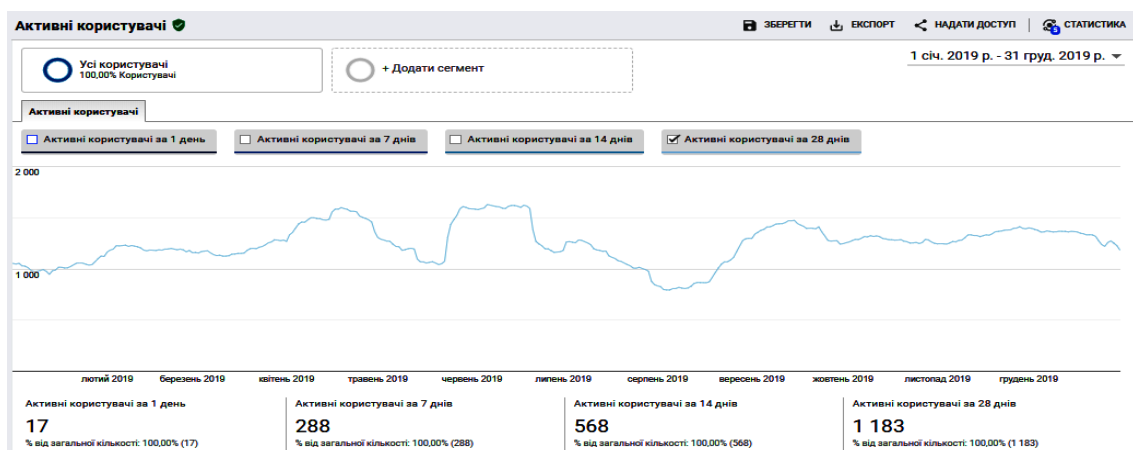 Активні користувачі
ЗБЕРЕГТИ ЕКСПОРТ НАДАТИ ДОСТУП СТАТИСТИКА
5
Усі користувачі
100,00% Користувачі
+ Додати сегмент
1 січ. 2019 р. - 31 груд. 2019 р.
Активні користувачі
Активні користувачі за 1 день Активні користувачі за 7 днів Активні користувачі за 14 днів Активні користувачі за 28 днів
2 000
1 000
лютий 2019 березень 2019 квітень 2019 травень 2019 червень 2019 липень 2019 серпень 2019 вересень 2019 жовтень 2019 листопад 2019 грудень 2019
Активні користувачі за 1 день
17
% від загальної кількості: 100,00% (17)
Активні користувачі за 7 днів
288
% від загальної кількості: 100,00% (288)
Активні користувачі за 14 днів
568
% від загальної кількості: 100,00% (568)
Активні користувачі за 28 днів
1 183
% від загальної кількості: 100,00% (1 183)